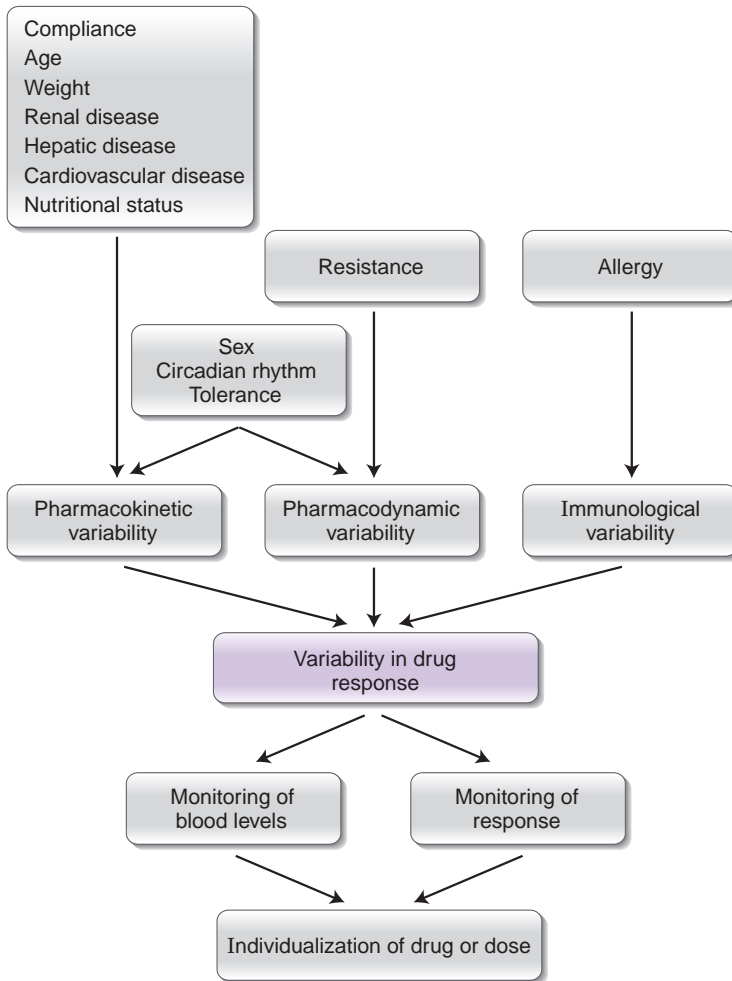 Compliance
Age
Weight
Renal disease
Hepatic disease
Cardiovascular disease
Nutritional status
Resistance
Allergy
Sex
Circadian rhythm
Tolerance
Pharmacokinetic
variability
Pharmacodynamic
variability
Immunological
variability
Variability in drug
response
Monitoring of
blood levels
Monitoring of
response
Individualization of drug or dose